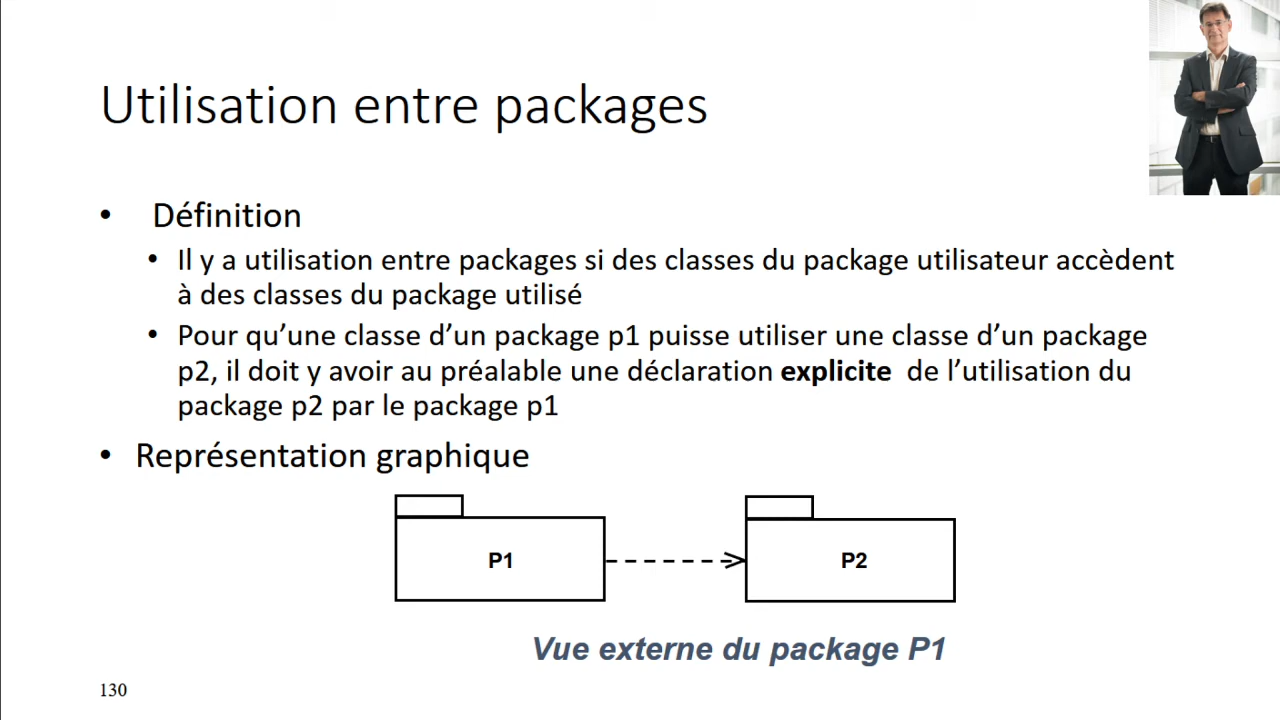 Utilisation entre packages
• Définition
• Il y a utilisation entre packages si des classes du package utilisateur accèdent
à des classes du package utilisé
• Pour qu’une classe d’un package p1 puisse utiliser une classe d’un package
p2, il doit y avoir au préalable une déclaration explicite de l’utilisation du
package p2 par le package p1
• Représentation graphique
P1
P2
Vue externe du package P1
130